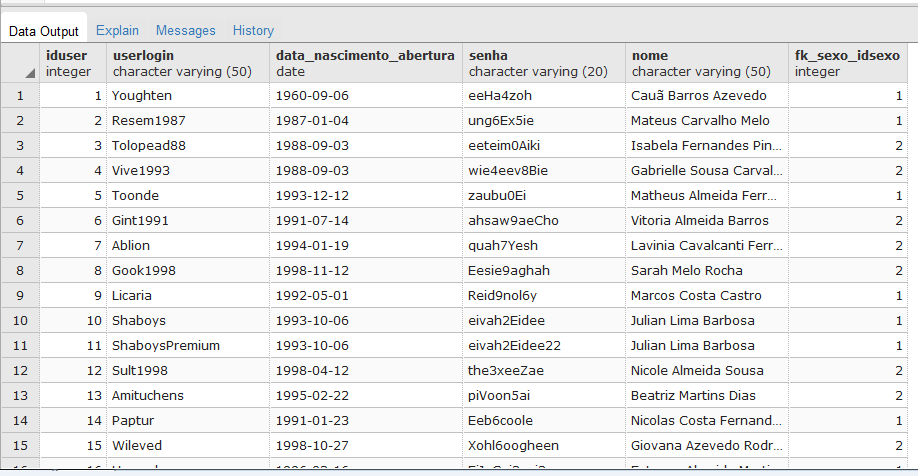 Data Output Explain Messages History
iduser userlogin data_nascimento_abertura senha nome fk_sexo_idsexo
integer character varying (50) date character varying (20) character varying (50) integer
1 1 Youghten 1960-09-06 eeHa4zoh Cauã Barros Azevedo 1
2 2 Resem1987 1987-01-04 ung6Ex5ie Mateus Carvalho Melo 1
3 3 Tolopead88 1988-09-03 eeteim0Aiki Isabela Fernandes Pin... 2
4 4 Vive1993 1988-09-03 wie4eev8Bie Gabrielle Sousa Carval... 2
5 5 Toonde 1993-12-12 zaubu0Ei Matheus Almeida Ferr... 1
6 6 Gint1991 1991-07-14 ahsaw9aeCho Vitoria Almeida Barros 2
7 7 Ablion 1994-01-19 quah7Yesh Lavinia Cavalcanti Ferr... 2
8 8 Gook1998 1998-11-12 Eesie9aghah Sarah Melo Rocha 2
9 9 Licaria 1992-05-01 Reid9nol6y Marcos Costa Castro 1
10 10 Shaboys 1993-10-06 eivah2Eidee Julian Lima Barbosa 1
11 11 ShaboysPremium 1993-10-06 eivah2Eidee22 Julian Lima Barbosa 1
12 12 Sult1998 1998-04-12 the3xeeZae Nicole Almeida Sousa 2
13 13 Amituchens 1995-02-22 piVoon5ai Beatriz Martins Dias 2
14 14 Paptur 1991-01-23 Eeb6coole Nicolas Costa Fernand... 1
15 15 Wileved 1998-10-27 Xohl6oogheen Giovana Azevedo Rodr... 2